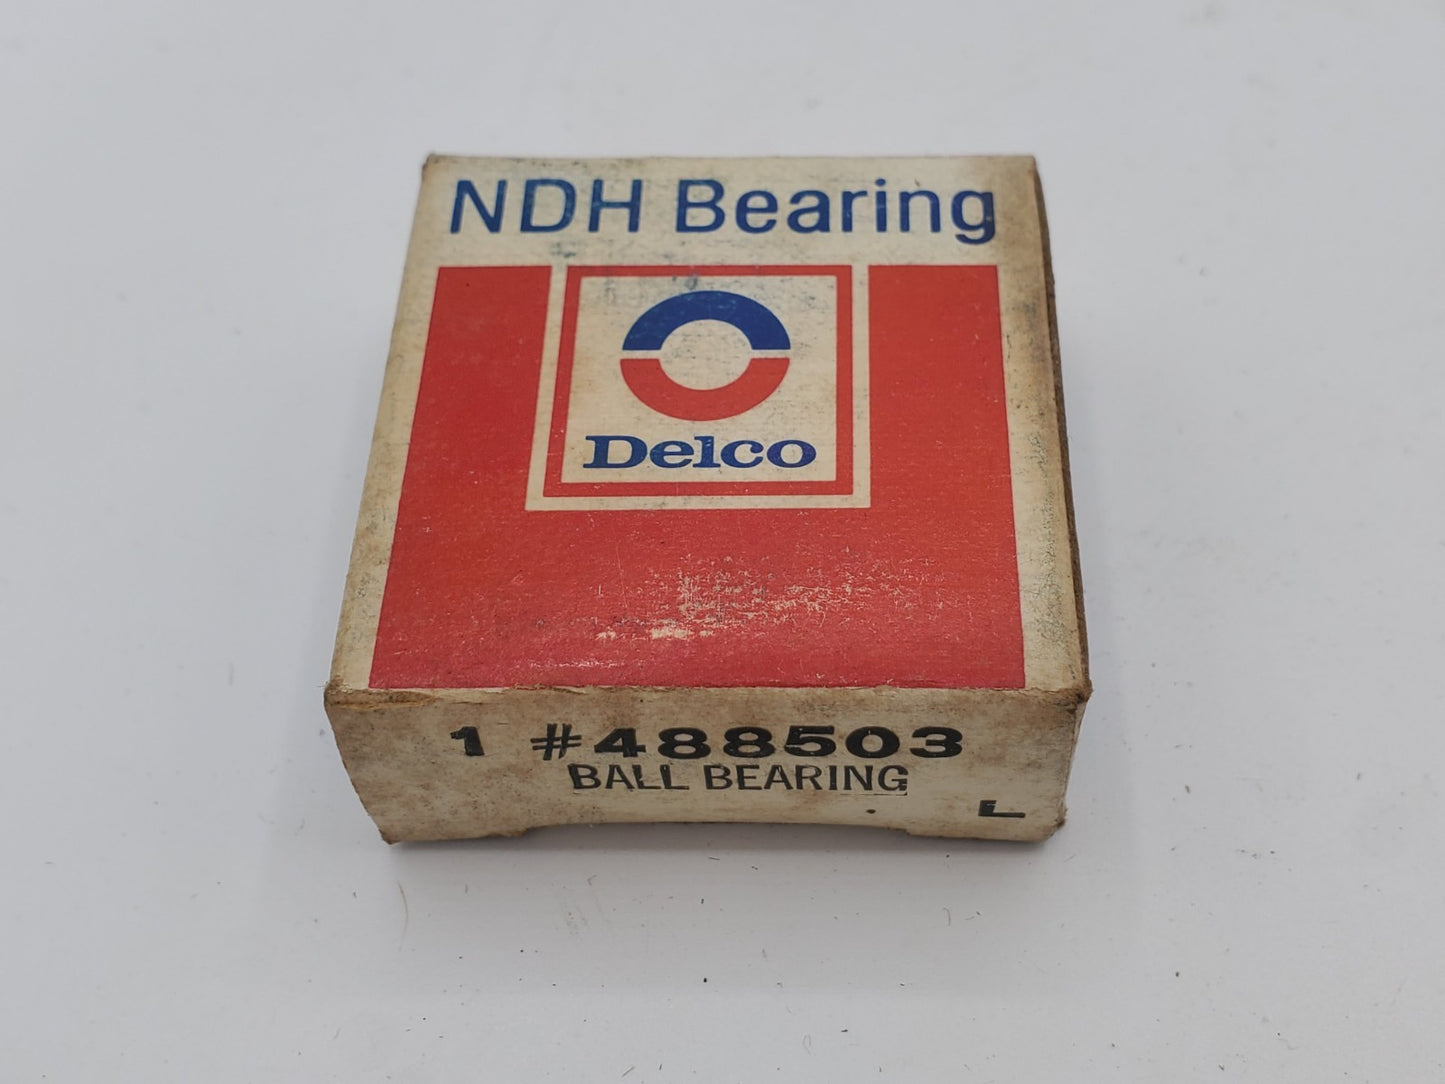 NDH Bearing
Delco
1 #488503
BALL BEARING
L